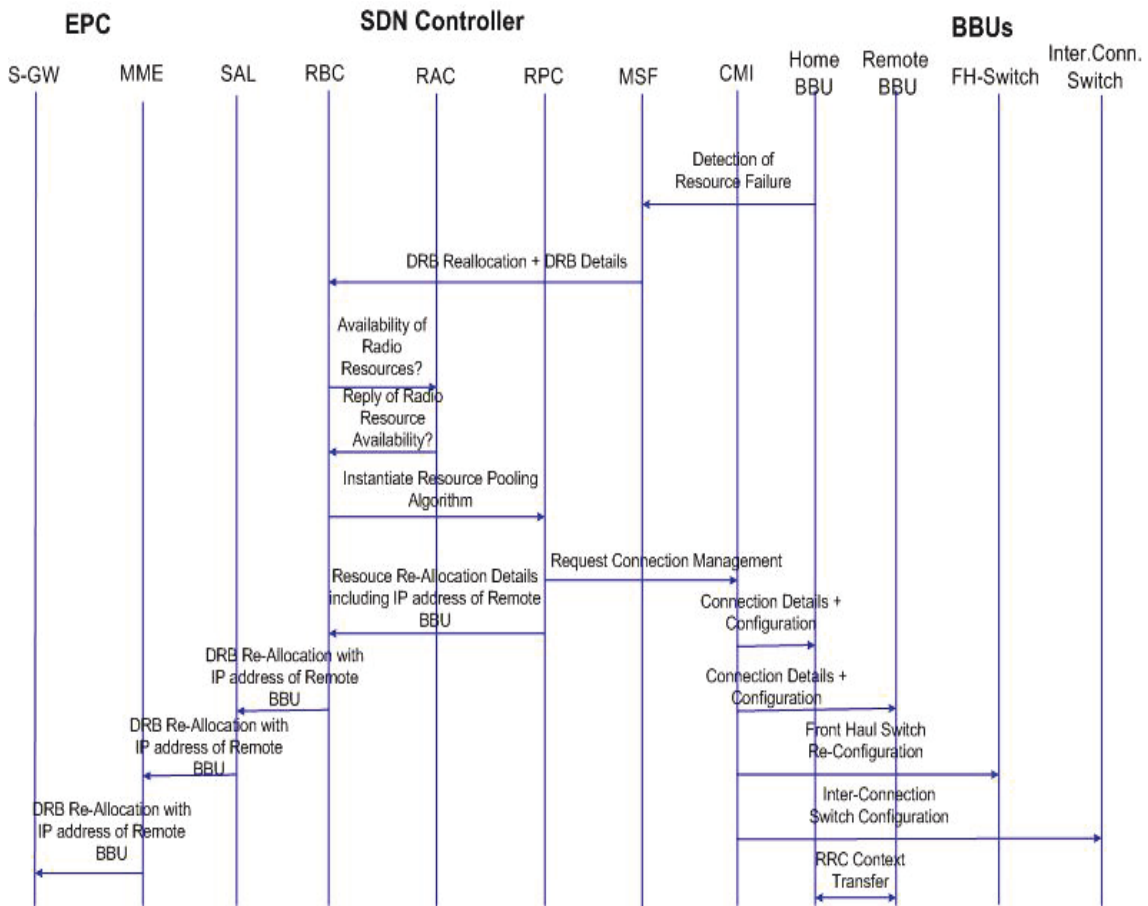 EPC
SDN Controller
BBUs
S-GW
MME
SAL
RBC
RAC
RPC
MSF
CMI
Home
BBU
Remote
BBU
FH-Switch
Inter.Conn.
Switch
Detection of
Resource Failure
DRB Reallocation + DRB Details
Availability of
Radio
Resources?
Reply of Radio
Resource
Availability?
Instantiate Resource Pooling
Algorithm
Request Connection Management
Resouce Re-Allocation Details
including IP address of Remote
BBU
Connection Details +
Configuration
DRB Re-Allocation with
IP address of Remote
BBU
Connection Details +
Configuration
DRB Re-Allocation with
IP address of Remote
BBU
Front Haul Switch
Re-Configuration
DRB Re-Allocation with
IP address of Remote
BBU
Inter-Connection
Switch Configuration
RRC Context
Transfer